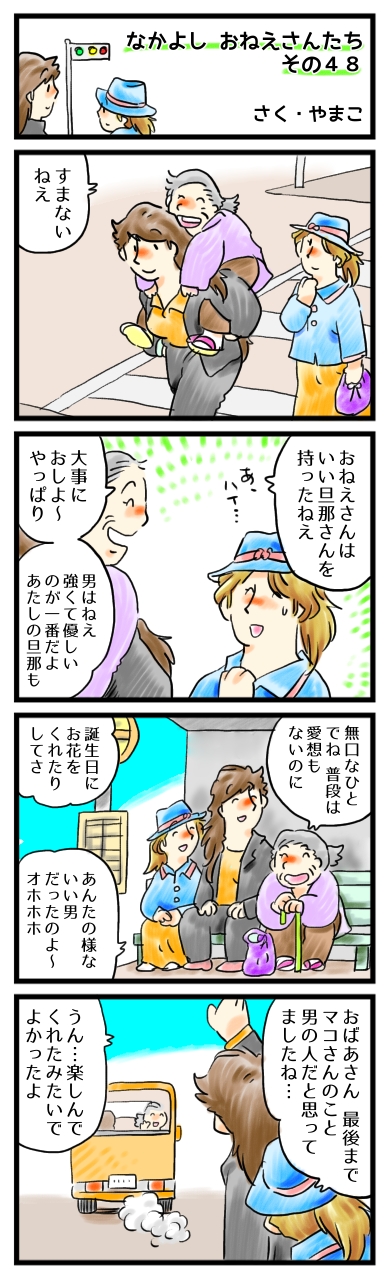 なかよし おねえさんたち
その４８
さく・やまこ
すまない
ねえ
おねえさんは
いい旦那さんを
持ったねえ
あ、
ハイ…
大事に
おしよ～
やっぱり
男はねえ
強くて優しい
のが一番だよ
あたしの旦那も
無口なひと
でね 普段は
愛想も
ないのに
誕生日に
お花を
くれたり
してさ
あんたの様な
いい男
だったのよ～
オホホホ
おばあさん 最後まで
マコさんのこと
男の人だと思って
ましたね…
うん…楽しんで
くれたみたいで
よかったよ